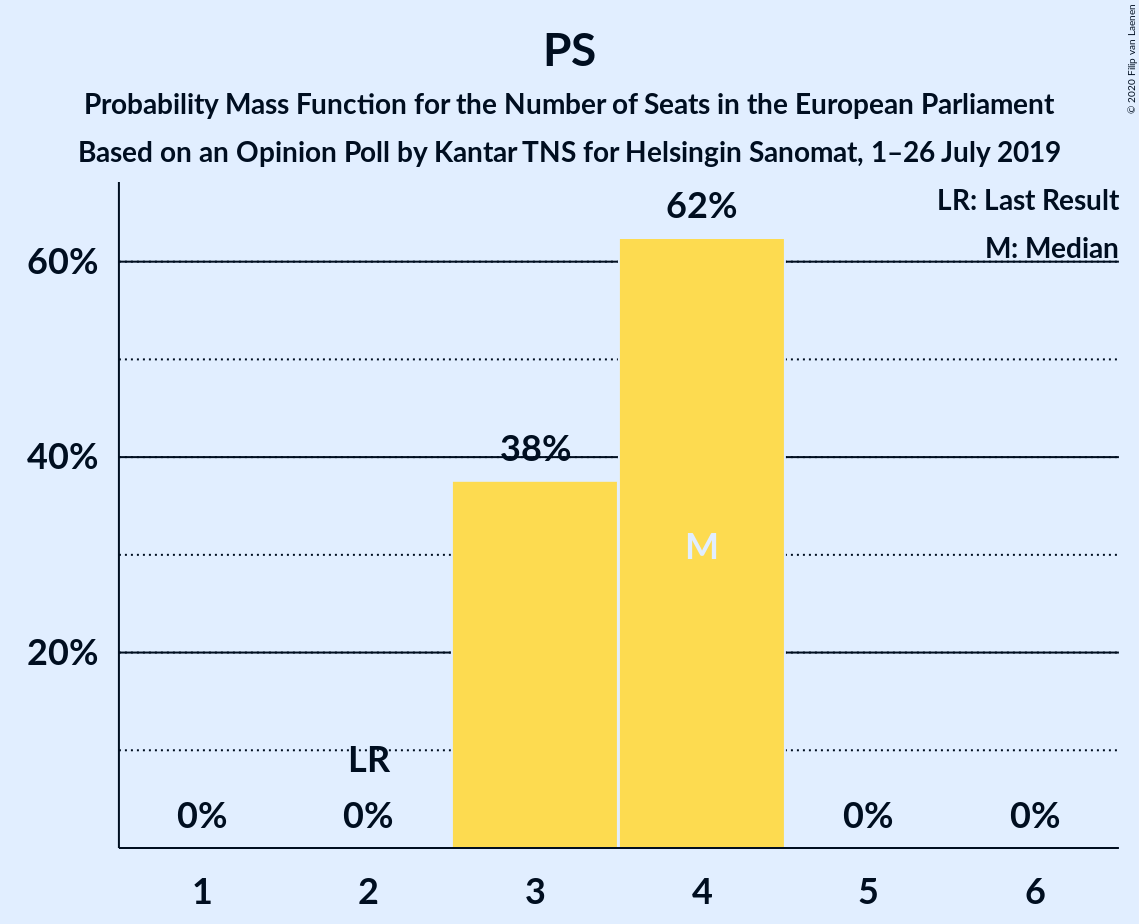 PS
Probability Mass Function for the Number of Seats in the European Parliament
Based on an Opinion Poll by Kantar TNS for Helsingin Sanomat, 1–26 July 2019
© 2020 Filip van Laenen
LR: Last Result
M: Median
62%
60%
38%
40%
M
20%
LR
0% 0% 0% 0%
1 2 3 4 5 6